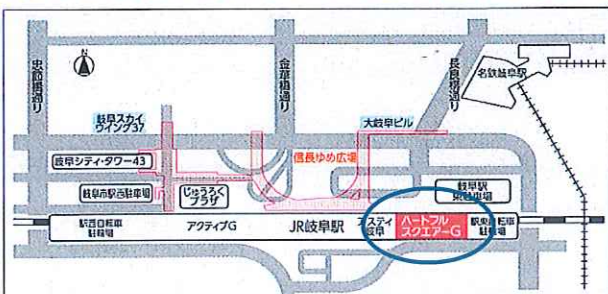 N
忠節橋通り
金華橋通り
長良橋通り
名鉄岐阜駅
岐阜スカイ
ウイング37
大岐阜ビル
岐阜シティ・タワー43
信長ゆめ広場
岐阜市駅西駐車場
じゅうろく
プラザ
岐阜駅
東駐車場
駅西自転車
駐輪場
アクティブG
JR岐阜駅
アスティ
岐阜
ハートフル
スクエアーG
駅東自転車
駐輪場